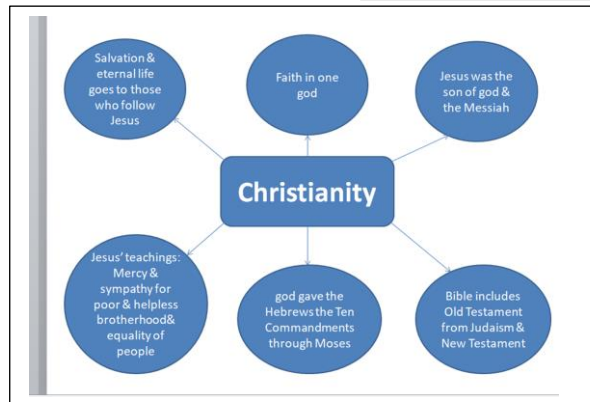 Salvation &
eternal life
goes to those
who follow
Jesus
Faith in one
god
Jesus was the
son of god &
the Messiah
Christianity
Jesus' teachings:
Mercy &
sympathy for
poor & helpless
brotherhood&
equality of
people
god gave the
Hebrews the Ten
Commandments
through Moses
Bible includes
Old Testament
from Judaism &
New Testament